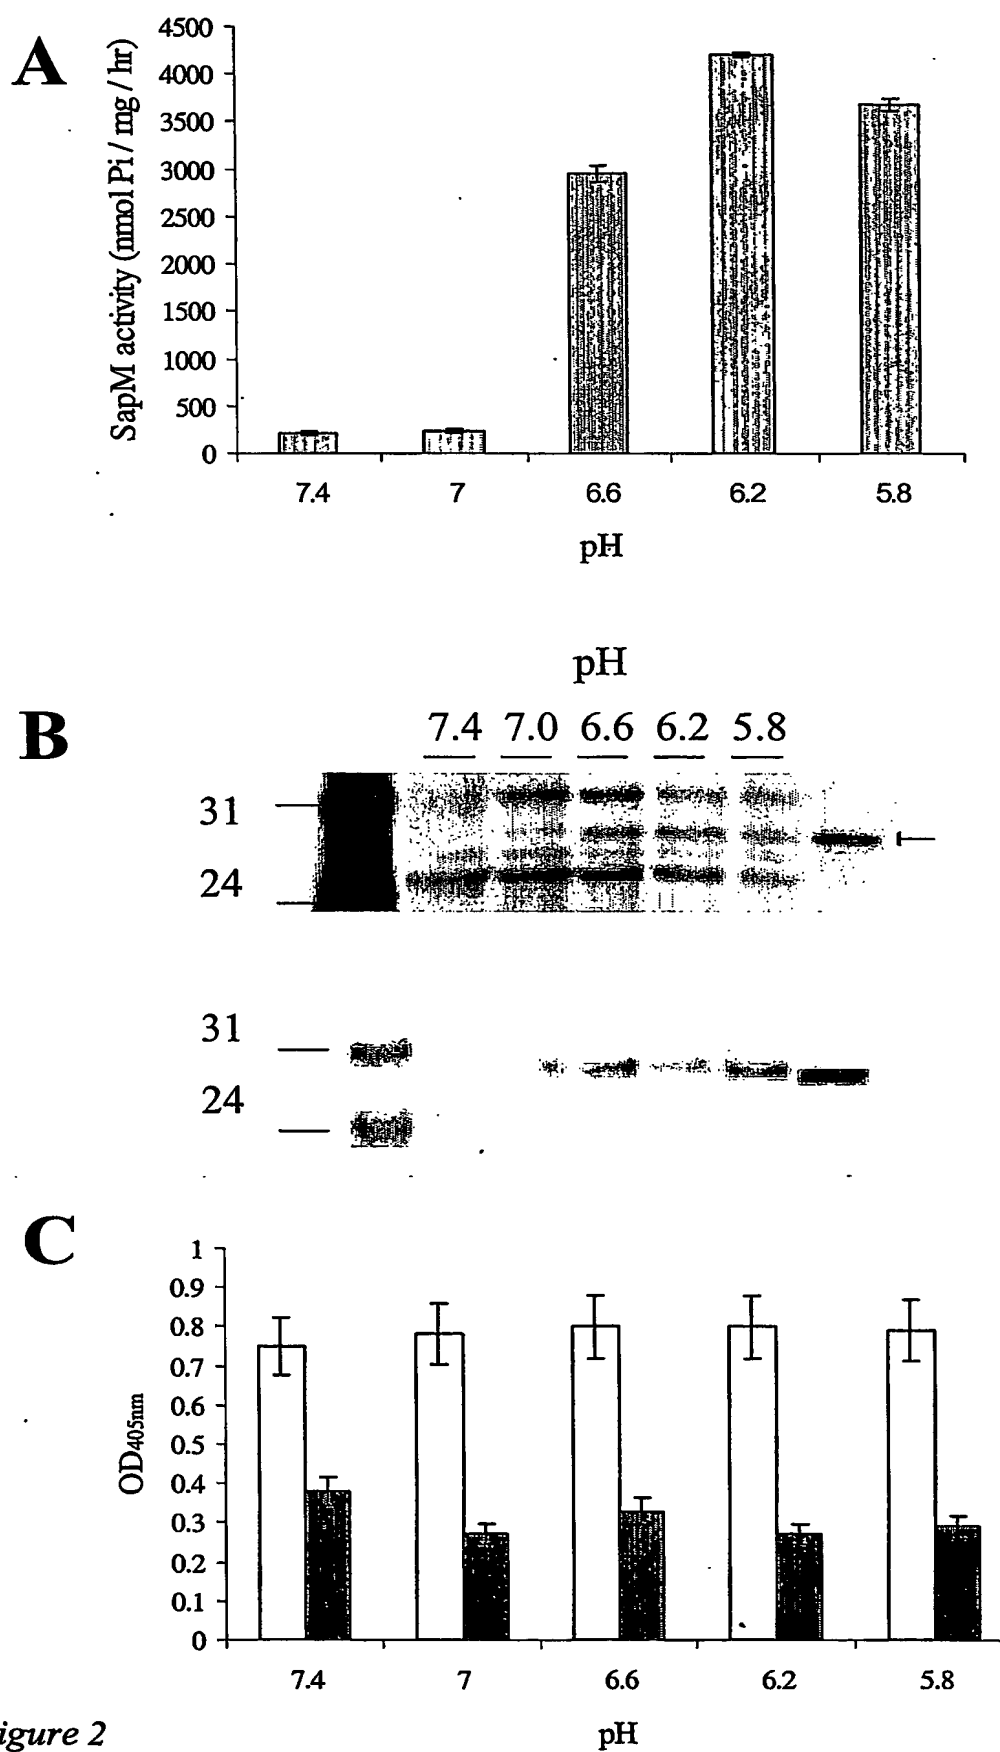 A
SapM activity (nmol Pi / mg / hr)
4500
4000
3500
3000
2500
2000
1500
1000
500
0
7.4 7 6.6 6.2 5.8
pH
pH
B
7.4 7.0 6.6 6.2 5.8
31
24
31
24
C
OD405nm
1
0.9
0.8
0.7
0.6
0.5
0.4
0.3
0.2
0.1
0
7.4 7 6.6 6.2 5.8
pH
igure 2